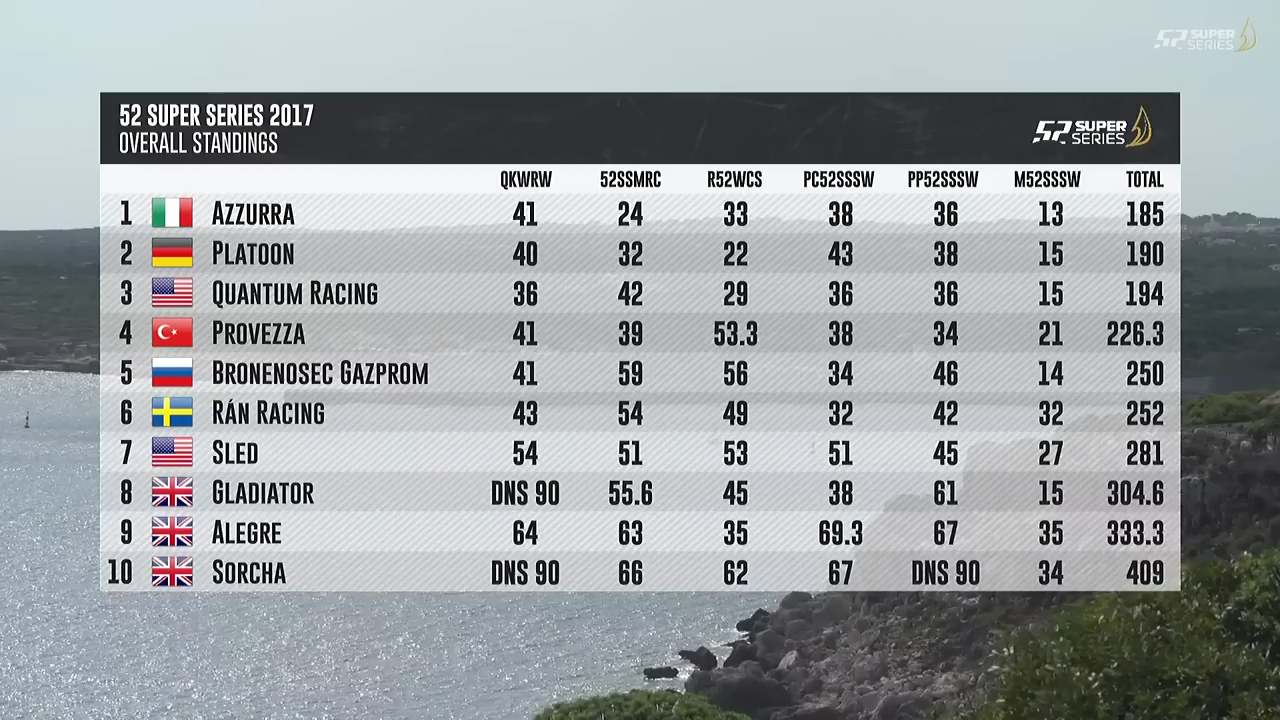 52 SUPER SERIES
52 SUPER SERIES 2017
OVERALL STANDINGS
52 SUPER SERIES
QKWRW 52SSMRC R52WCS PC52SSSW PP52SSSW M52SSSW TOTAL
1 AZZURRA 41 24 33 38 36 13 185
2 PLATOON 40 32 22 43 38 15 190
3 QUANTUM RACING 36 42 29 36 36 15 194
4 PROVEZZA 41 39 53.3 38 34 21 226.3
5 BRONENOSEC GAZPROM 41 59 56 34 46 14 250
6 RÁN RACING 43 54 49 32 42 32 252
7 SLED 54 51 53 51 45 27 281
8 GLADIATOR DNS 90 55.6 45 38 61 15 304.6
9 ALEGRE 64 63 35 69.3 67 35 333.3
10 SORCHA DNS 90 66 62 67 DNS 90 34 409